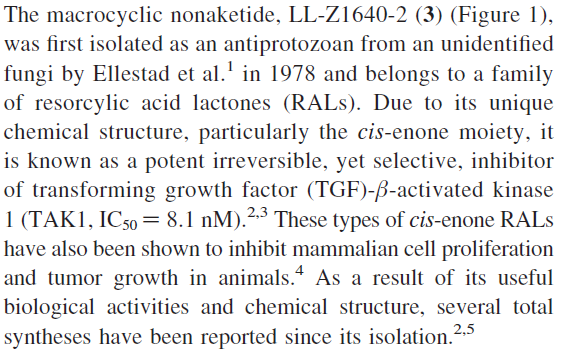 The macrocyclic nonaketide, LL-Z1640-2 (3) (Figure 1),
was first isolated as an antiprotozoan from an unidentified
fungi by Ellestad et al.1 in 1978 and belongs to a family
of resorcylic acid lactones (RALs). Due to its unique
chemical structure, particularly the cis-enone moiety, it
is known as a potent irreversible, yet selective, inhibitor
of transforming growth factor (TGF)-β-activated kinase
1 (TAK1, IC50 = 8.1 nM).2,3 These types of cis-enone RALs
have also been shown to inhibit mammalian cell proliferation
and tumor growth in animals.4 As a result of its useful
biological activities and chemical structure, several total
syntheses have been reported since its isolation.2,5